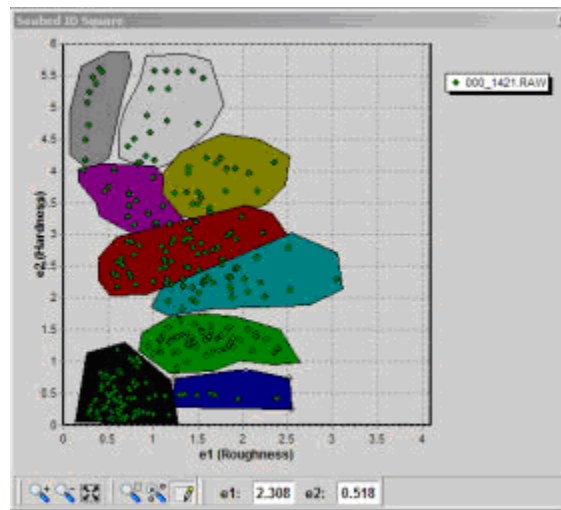 Seabed ID Square
000_1421.RAW
6
5.5
5
4.5
4
3.5
3
2.5
2
1.5
1
0.5
0
e2 (Hardness)
0 0.5 1 1.5 2 2.5 3 3.5 4
e1 (Roughness)
e1: 2.308 e2: 0.518